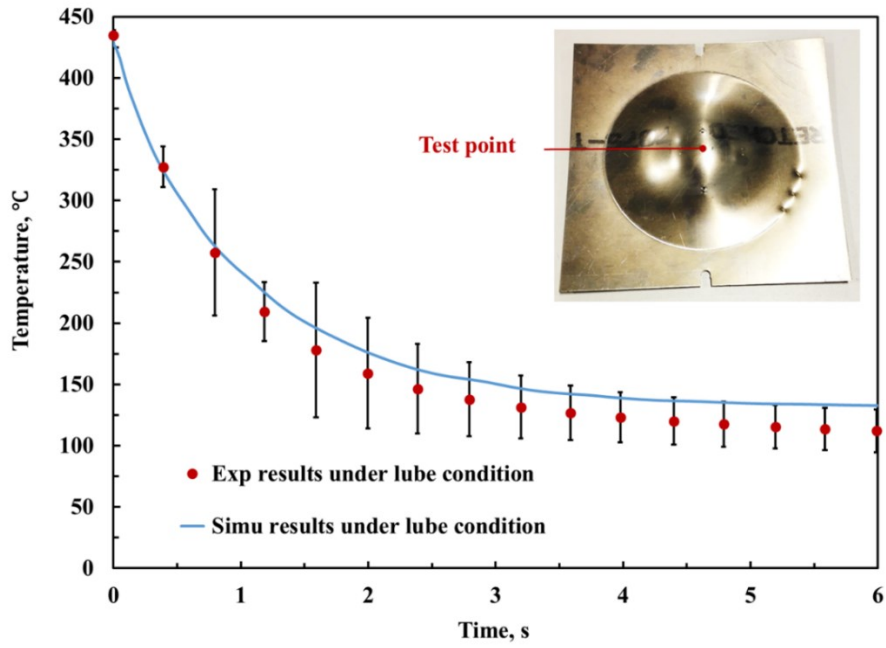 450
400
350
300
250
200
150
100
50
0
Temperature, ℃
Test point
Exp results under lube condition
Simu results under lube condition
0 1 2 3 4 5 6
Time, s